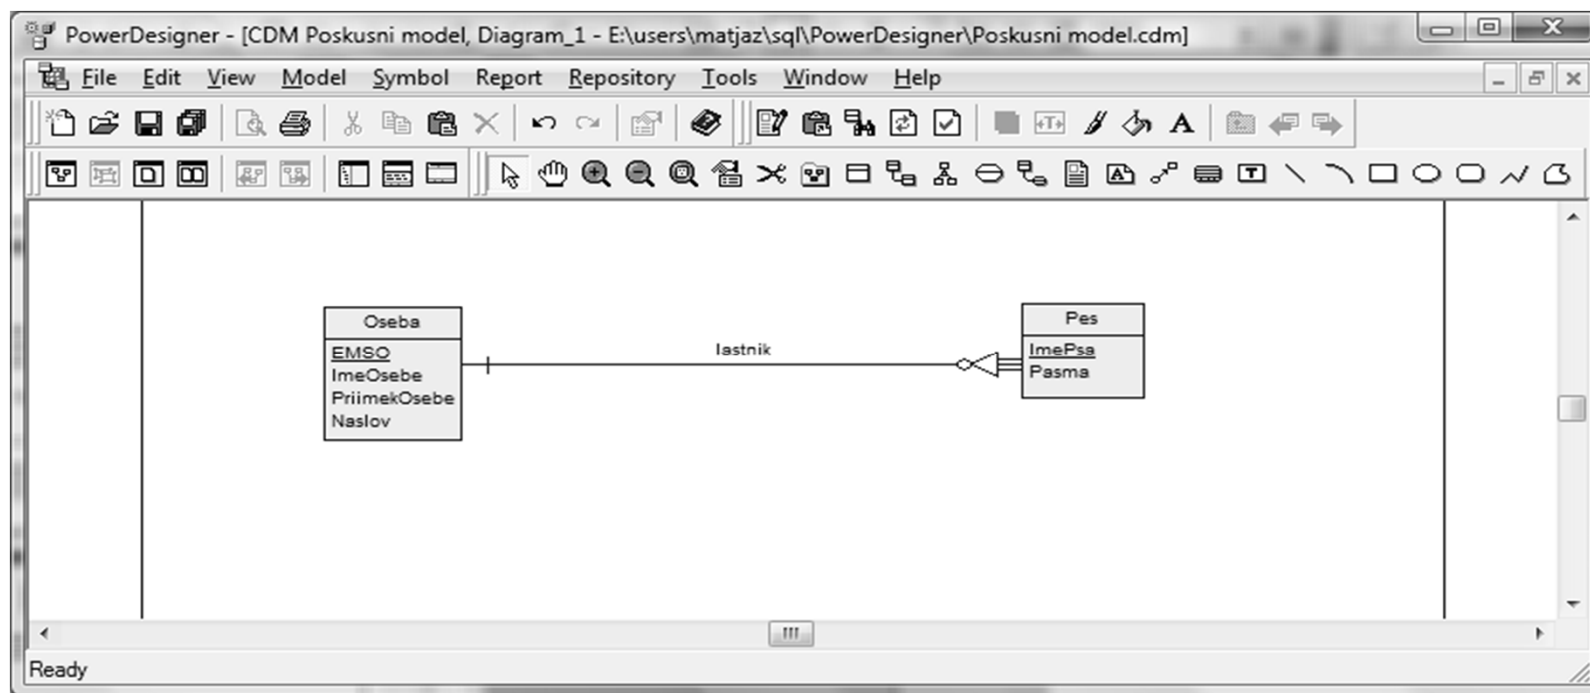 PowerDesigner - [CDM Poskusni model, Diagram_1 - E:\users\matjaz\sql\PowerDesigner\Poskusni model.cdm]
File Edit View Model Symbol Report Repository Tools Window Help
Oseba
EMSO
ImeOsebe
PriimekOsebe
Naslov
lastnik
Pes
ImePsa
Pasma
Ready